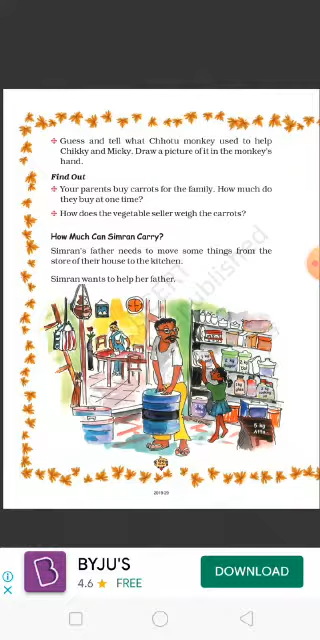 ✤ Guess and tell what Chhotu monkey used to help
Chikky and Micky. Draw a picture of it in the monkey's
hand.
Find Out
✤ Your parents buy carrots for the family. How much do
they buy at one time?
✤ How does the vegetable seller weigh the carrots?
How Much Can Simran Carry?
Simran's father needs to move some things from the
store of their house to the kitchen.
Simran wants to help her father.
5 kg
Atta
2019-20
BYJU'S
4.6 ★ FREE
DOWNLOAD